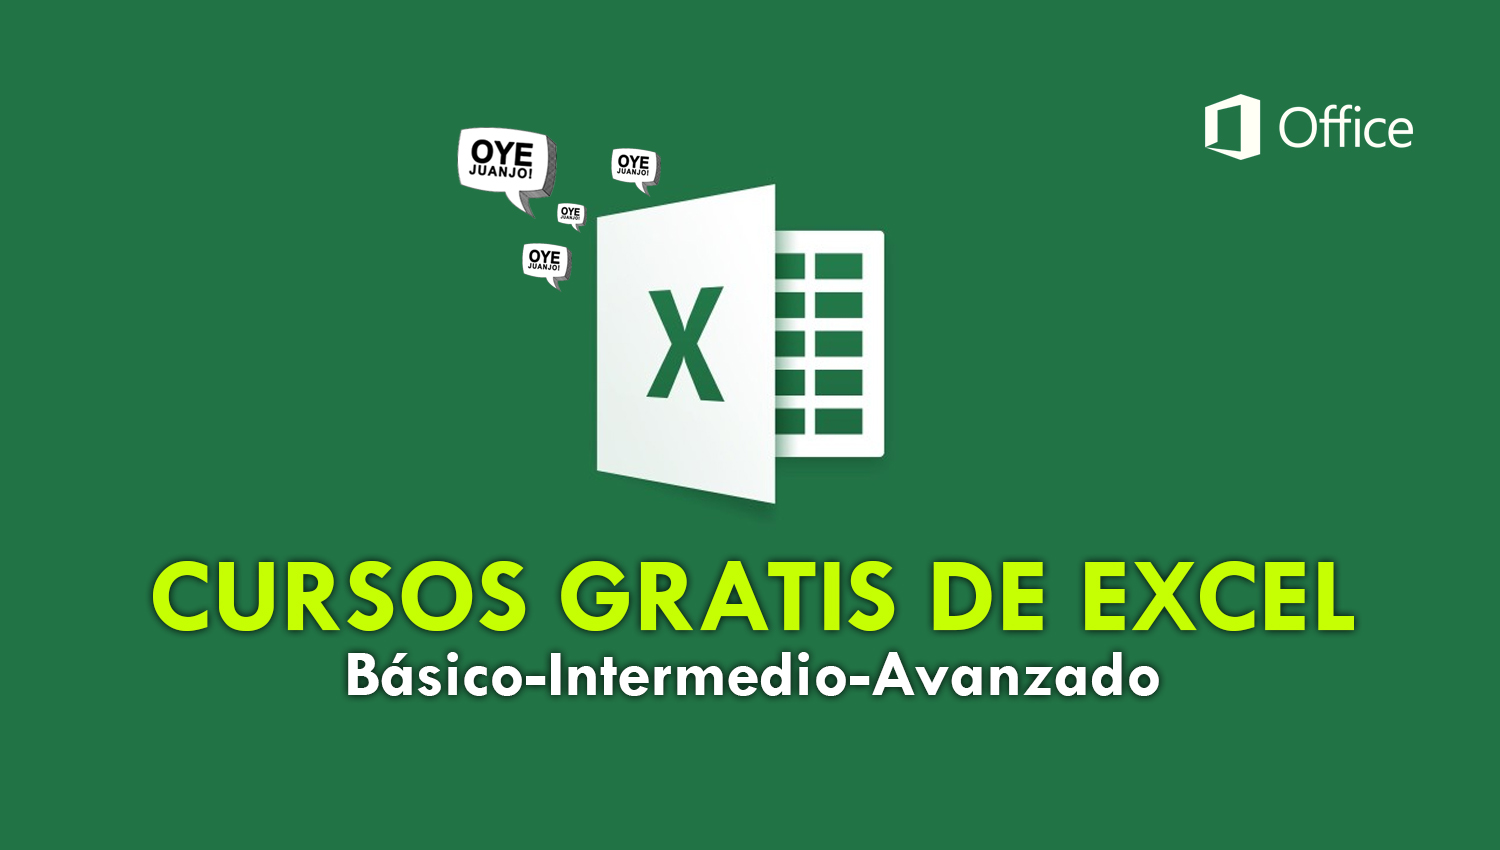 Office
OYE
JUANJO!
OYE
JUANJO!
OYE
JUANJO!
OYE
JUANJO!
X
CURSOS GRATIS DE EXCEL
Básico-Intermedio-Avanzado